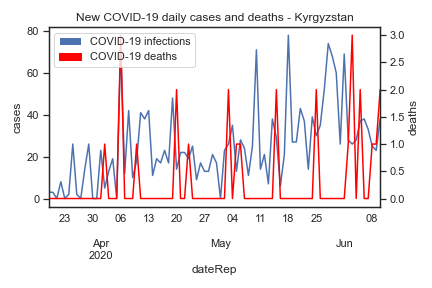 New COVID-19 daily cases and deaths - Kyrgyzstan
COVID-19 infections
COVID-19 deaths
80
60
40
20
0
cases
3.0
2.5
2.0
1.5
1.0
0.5
0.0
deaths
23 30 06 13 20 27 04 11 18 25 08
Apr May Jun
2020
dateRep